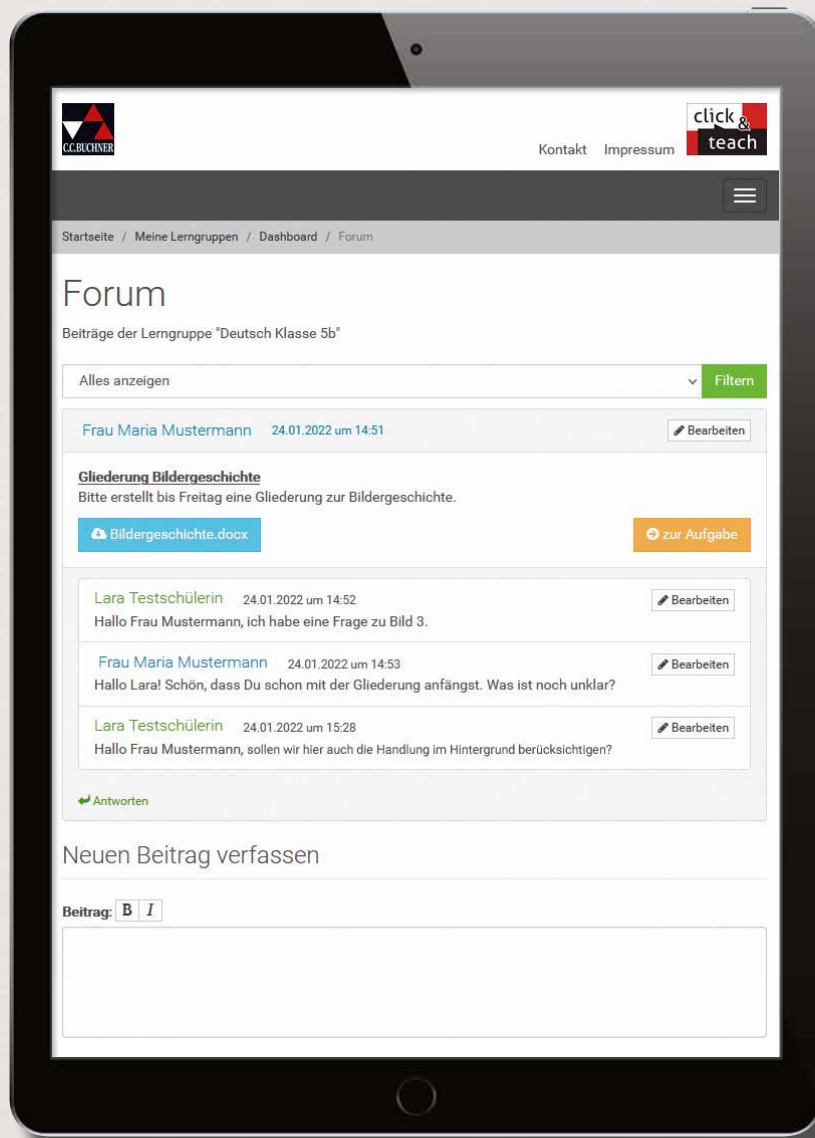 C.C.BUCHNER
click &
teach
Kontakt Impressum
Startseite / Meine Lerngruppen / Dashboard / Forum
Forum
Beiträge der Lerngruppe "Deutsch Klasse 5b"
Alles anzeigen Filtern
Frau Maria Mustermann 24.01.2022 um 14:51 Bearbeiten
Gliederung Bildergeschichte
Bitte erstellt bis Freitag eine Gliederung zur Bildergeschichte.
Bildergeschichte.docx zur Aufgabe
Lara Testschülerin 24.01.2022 um 14:52 Bearbeiten
Hallo Frau Mustermann, ich habe eine Frage zu Bild 3.
Frau Maria Mustermann 24.01.2022 um 14:53 Bearbeiten
Hallo Lara! Schön, dass Du schon mit der Gliederung anfängst. Was ist noch unklar?
Lara Testschülerin 24.01.2022 um 15:28 Bearbeiten
Hallo Frau Mustermann, sollen wir hier auch die Handlung im Hintergrund berücksichtigen?
Antworten
Neuen Beitrag verfassen
Beitrag: B I